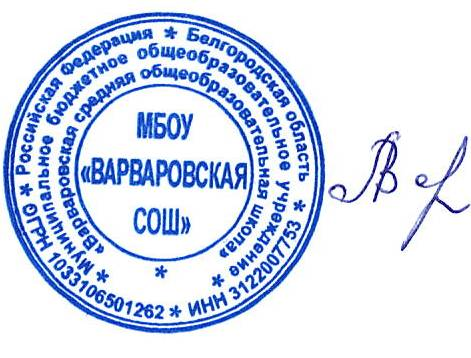 Российская Федерация * Белгородская область *
ОГРН 1033106501262 * ИНН 3122007753 *
Муниципальное бюджетное общеобразовательное учреждение *
«Варваровская средняя общеобразовательная школа»
МБОУ
«ВАРВАРОВСКАЯ
СОШ»
*